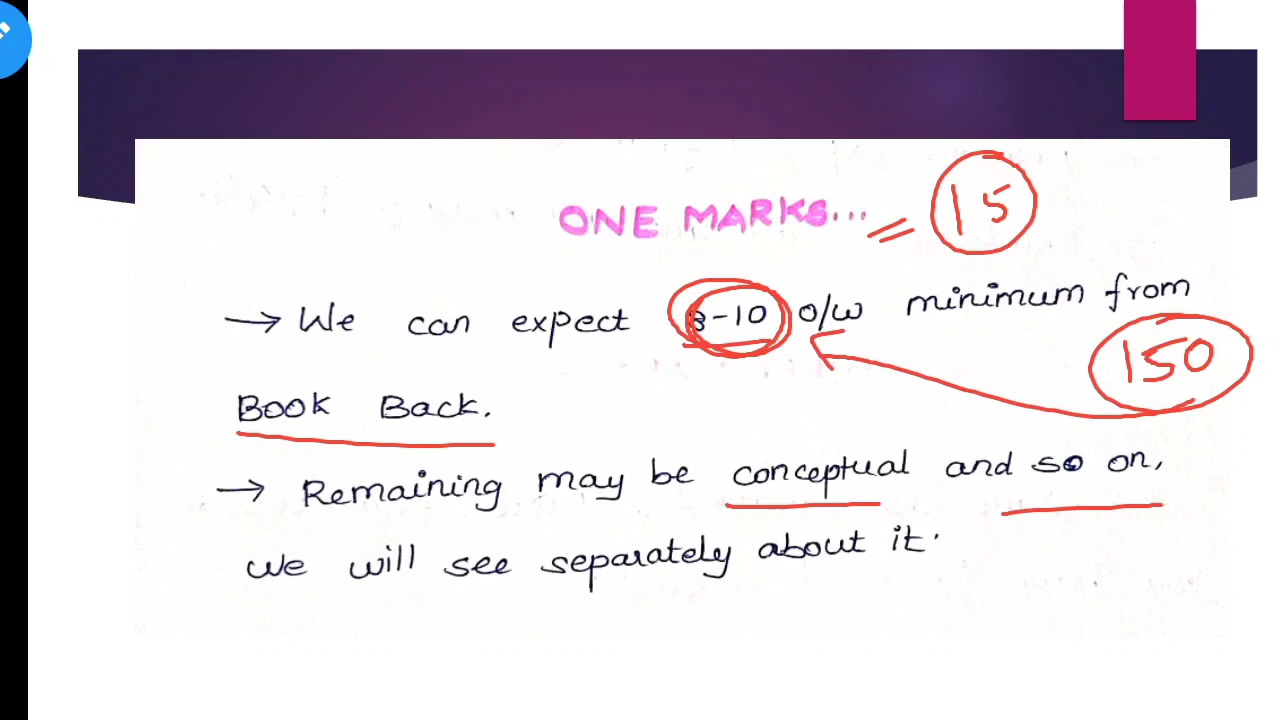 ONE MARKS... = 15
→ We can expect 8-10 o/w minimum from
150
Book Back.
→ Remaining may be conceptual and so on,
we will see separately about it.